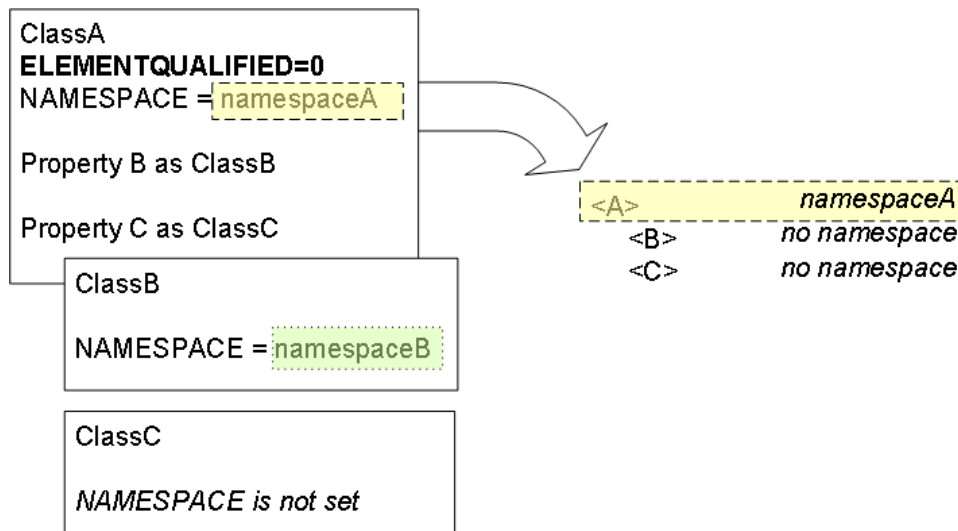 ClassA
ELEMENTQUALIFIED=0
NAMESPACE = namespaceA
Property B as ClassB
Property C as ClassC
ClassB
NAMESPACE = namespaceB
ClassC
NAMESPACE is not set
<A> namespaceA
<B> no namespace
<C> no namespace